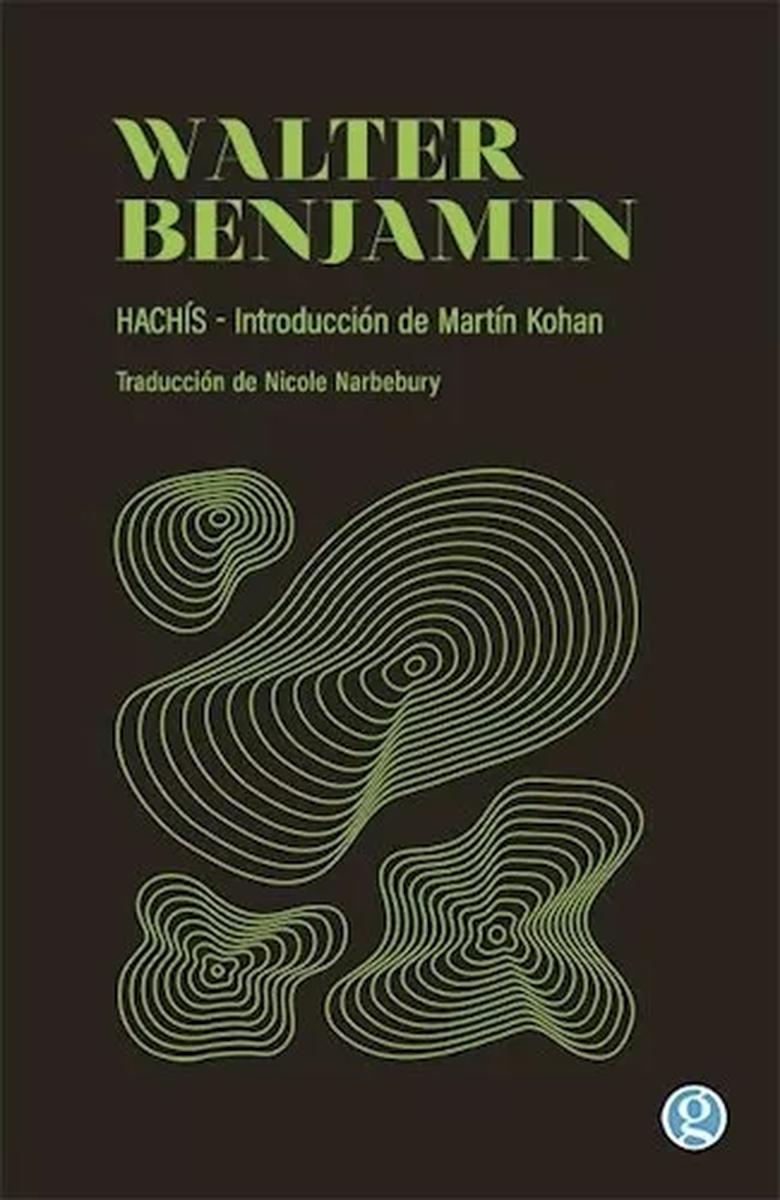 WALTER
BENJAMIN
HACHÍS - Introducción de Martín Kohan
Traducción de Nicole Narbebury
g